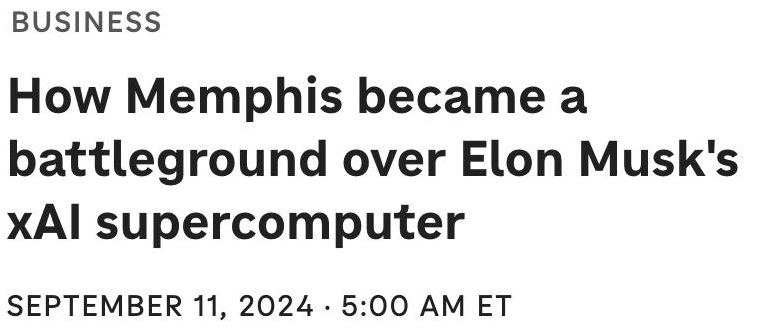 BUSINESS
How Memphis became a
battleground over Elon Musk's
xAI supercomputer
SEPTEMBER 11, 2024 · 5:00 AM ET